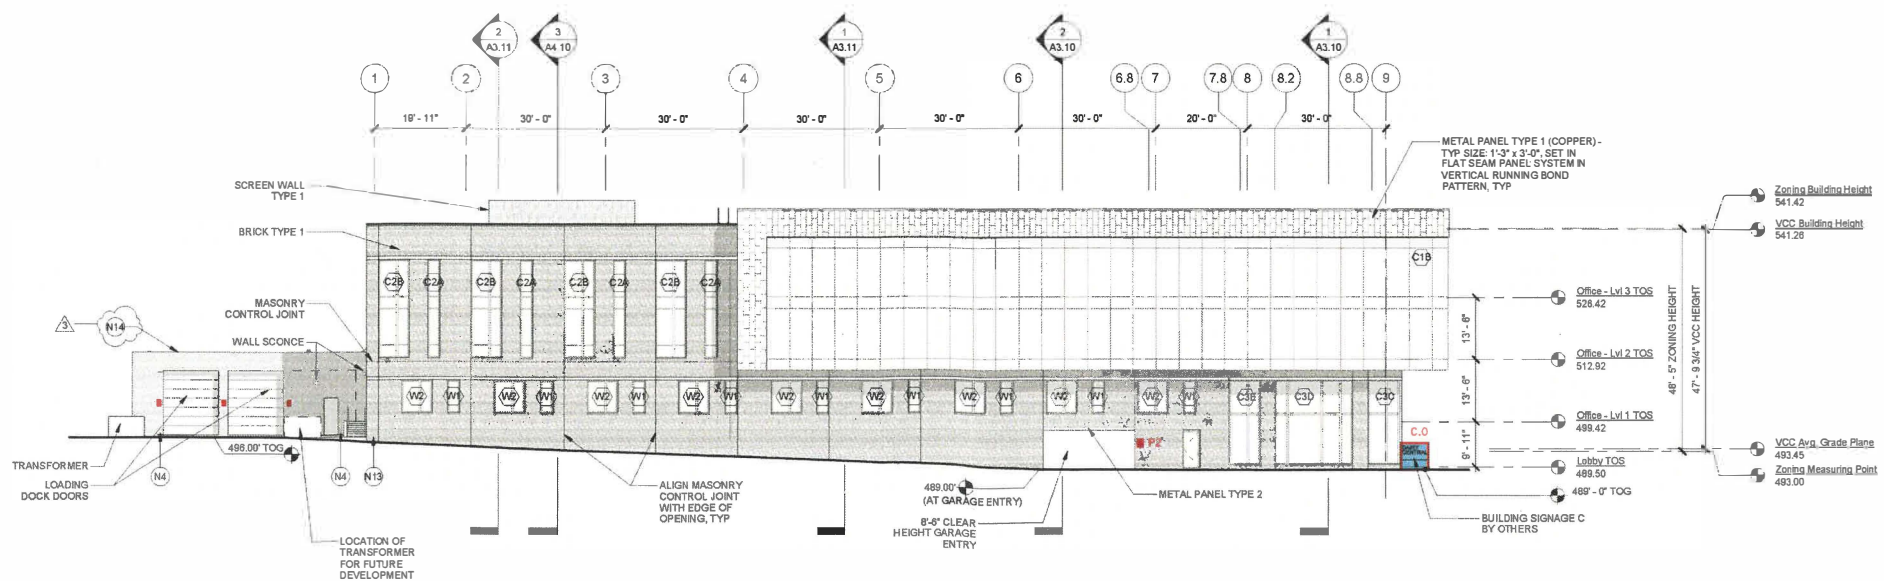 2
A3.11
3
A4.10
1
A3.11
2
A3.10
1
A3.10
1
2
3
4
5
6
6.8
7
7.8
8
8.2
8.8
9
19' - 11"
30' - 0"
30' - 0"
30' - 0"
30' - 0"
30' - 0"
20' - 0"
30' - 0"
METAL PANEL TYPE 1 (COPPER) -
TYP SIZE: 1'-3" x 3'-0", SET IN
FLAT SEAM PANEL SYSTEM IN
VERTICAL RUNNING BOND
PATTERN, TYP
SCREEN WALL
TYPE 1
BRICK TYPE 1
MASONRY
CONTROL JOINT
WALL SCONCE
3
N14
C2B
C2A
C2B
C2A
C2B
C2A
C2B
C2A
C1B
W2
W1
W2
W1
W2
W1
W2
W1
W2
W1
W2
W1
W2
W1
W2
W1
W2
W1
C3B
C3D
C3C
Zoning Building Height
541.42
VCC Building Height
541.26
Office - Lvl 3 TOS
526.42
Office - Lvl 2 TOS
512.92
Office - Lvl 1 TOS
499.42
VCC Avg. Grade Plane
493.45
Lobby TOS
489.50
Zoning Measuring Point
493.00
489' - 0" TOG
13' - 6"
13' - 6"
9' - 11"
48' - 5" ZONING HEIGHT
47' - 9 3/4" VCC HEIGHT
C.O
P2
TRANSFORMER
LOADING
DOCK DOORS
N4
496.00' TOG
N4
N13
LOCATION OF
TRANSFORMER
FOR FUTURE
DEVELOPMENT
ALIGN MASONRY
CONTROL JOINT
WITH EDGE OF
OPENING, TYP
489.00'
(AT GARAGE ENTRY)
8'-6" CLEAR
HEIGHT GARAGE
ENTRY
METAL PANEL TYPE 2
BUILDING SIGNAGE C
BY OTHERS